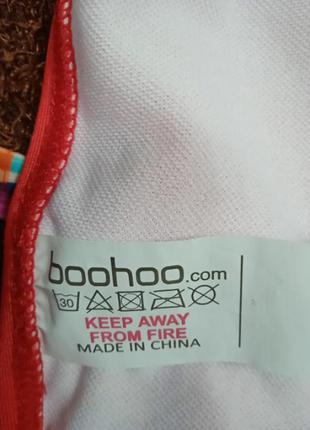 boohoo.com
30
KEEP AWAY
FROM FIRE
MADE IN CHINA